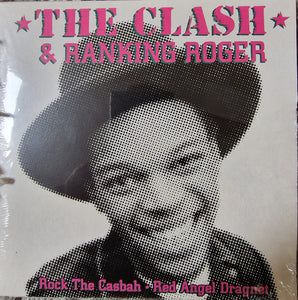 ★THE CLASH★
& RANKING ROGER
Rock The Casbah - Red Angel Dragnet